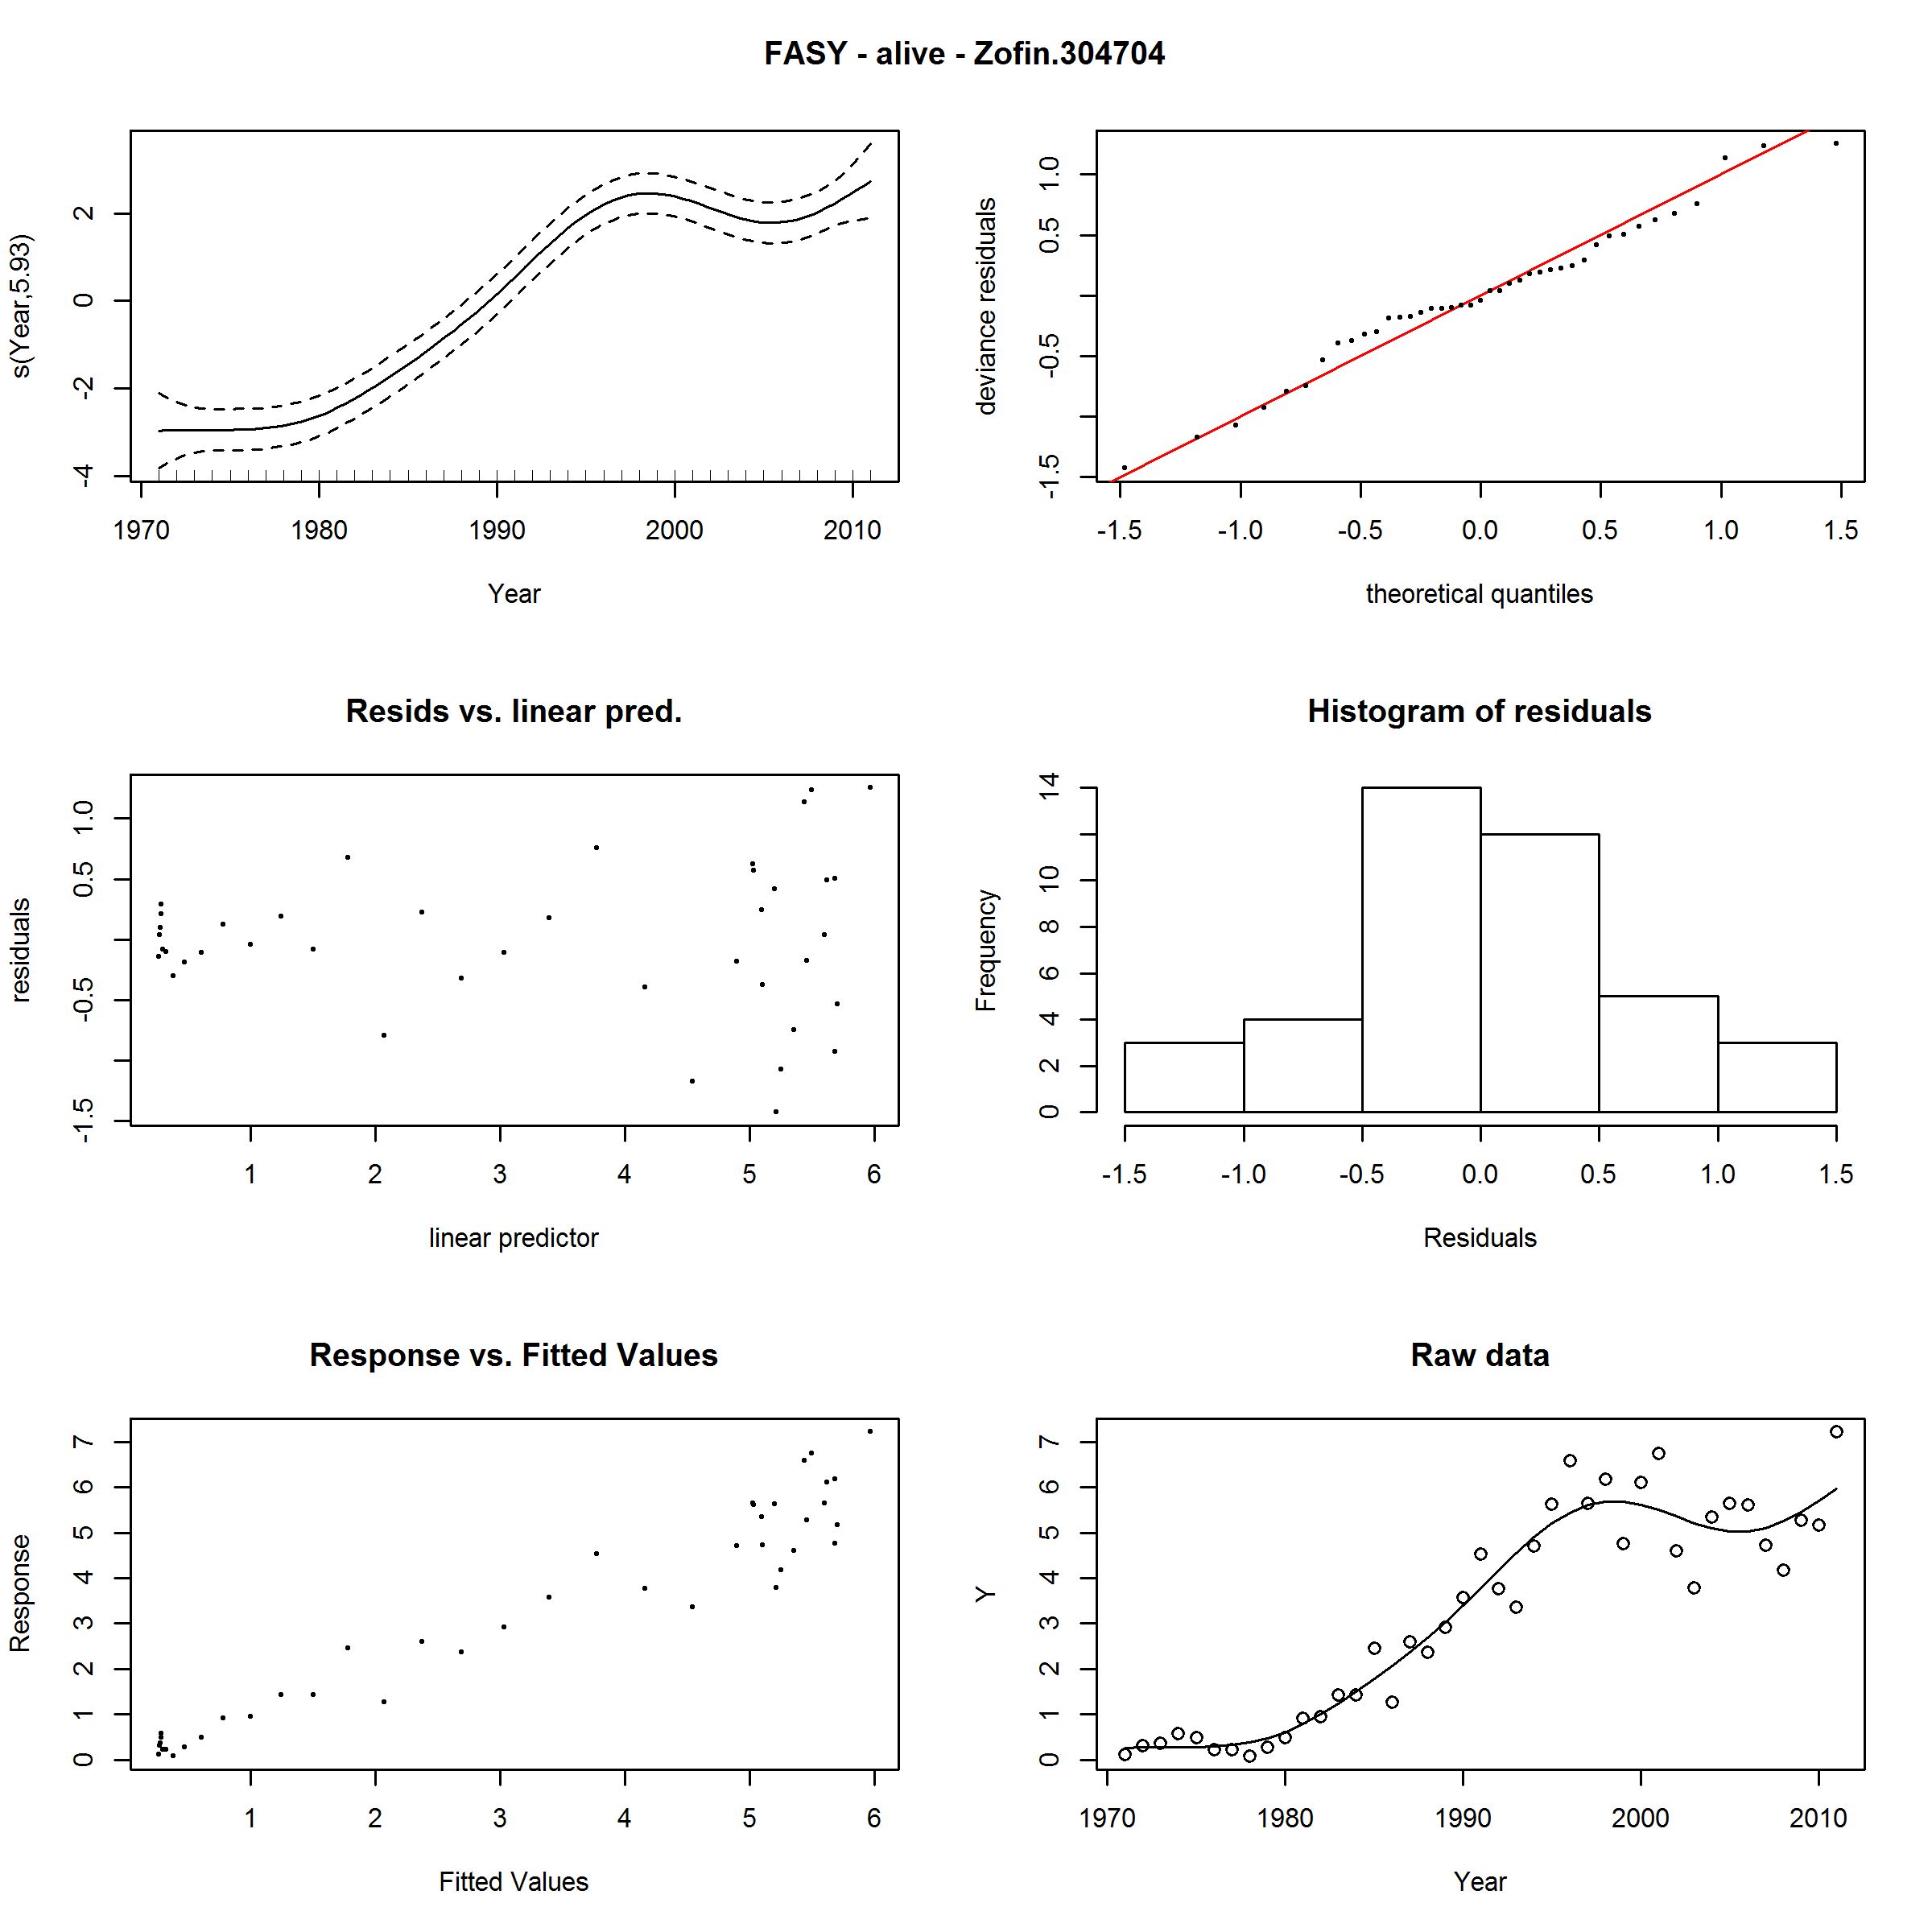 FASY - alive - Zofin.304704
s(Year,5.93)
-4 -2 0 2
1970 1980 1990 2000 2010
Year
deviance residuals
-1.5 -0.5 0.5 1.0
-1.5 -1.0 -0.5 0.0 0.5 1.0 1.5
theoretical quantiles
Resids vs. linear pred.
residuals
-1.5 -0.5 0.5 1.0
1 2 3 4 5 6
linear predictor
Histogram of residuals
Frequency
0 2 4 6 8 10 14
-1.5 -1.0 -0.5 0.0 0.5 1.0 1.5
Residuals
Response vs. Fitted Values
Response
0 1 2 3 4 5 6 7
1 2 3 4 5 6
Fitted Values
Raw data
Y
0 1 2 3 4 5 6 7
1970 1980 1990 2000 2010
Year